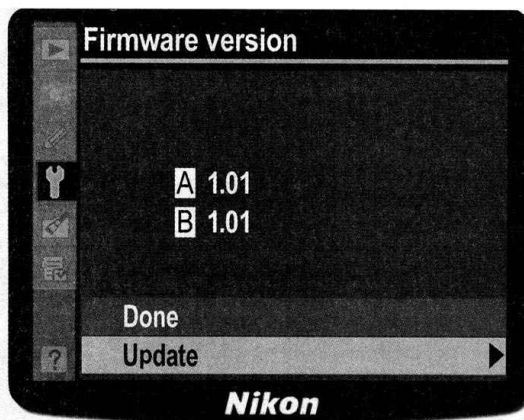 Firmware version
A 1.01
B 1.01
Done
Update
?
Nikon